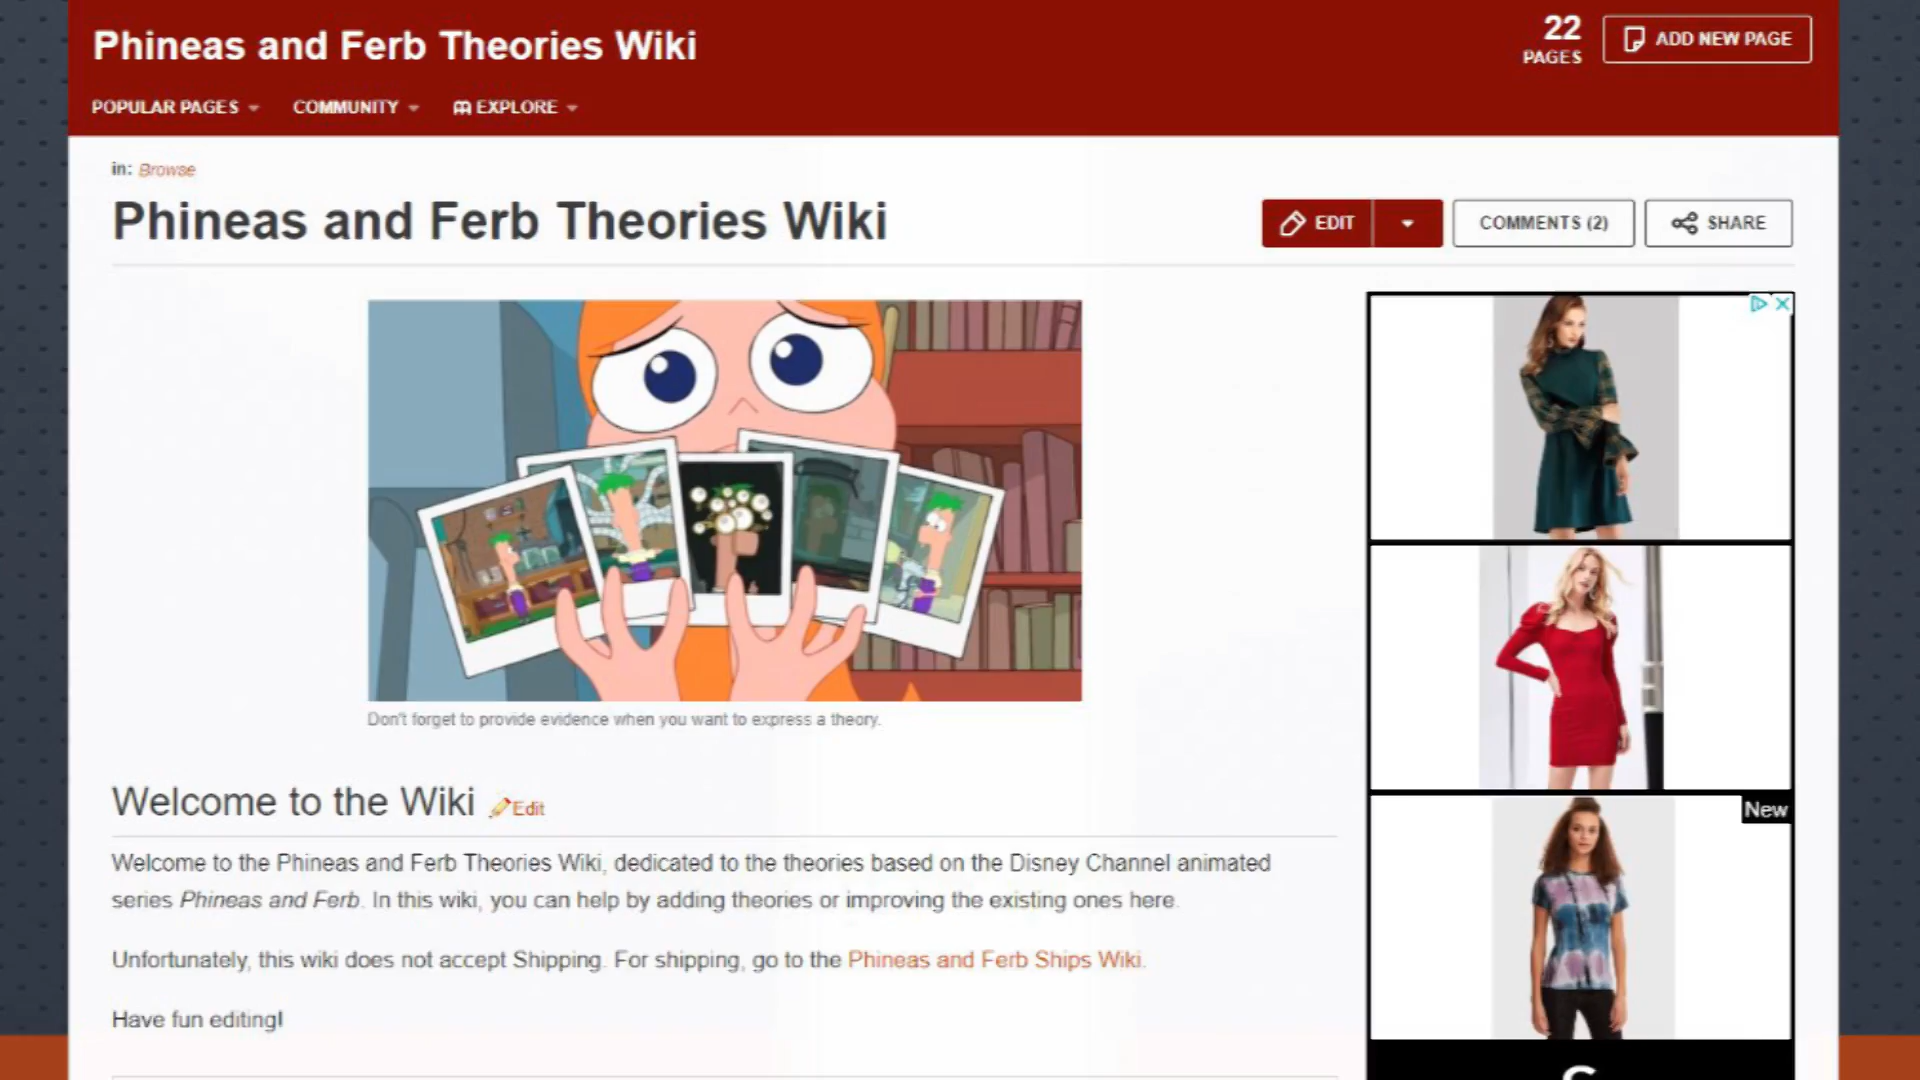 Phineas and Ferb Theories Wiki
22
PAGES
ADD NEW PAGE
POPULAR PAGES
COMMUNITY
EXPLORE
in: Browse
Phineas and Ferb Theories Wiki
EDIT
COMMENTS (2)
SHARE
Don't forget to provide evidence when you want to express a theory.
New
Welcome to the Wiki
Edit
Welcome to the Phineas and Ferb Theories Wiki, dedicated to the theories based on the Disney Channel animated
series Phineas and Ferb. In this wiki, you can help by adding theories or improving the existing ones here.
Unfortunately, this wiki does not accept Shipping. For shipping, go to the Phineas and Ferb Ships Wiki.
Have fun editing!